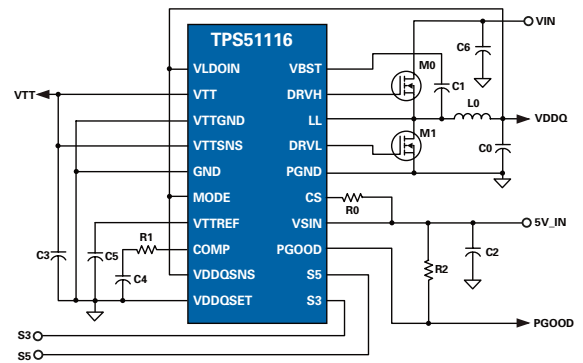 TPS51116
VIN
C6
VLDOIN
VBST
M0
C1
VTT
VTT
DRVH
L0
VTTGND
LL
VDDQ
M1
C0
VTTSNS
DRVL
GND
PGND
MODE
CS
R0
VTTREF
VSIN
5V_IN
R1
C3
C5
COMP
PGOOD
R2
C2
C4
VDDQSNS
S5
VDDQSET
S3
PGOOD
S3
S5